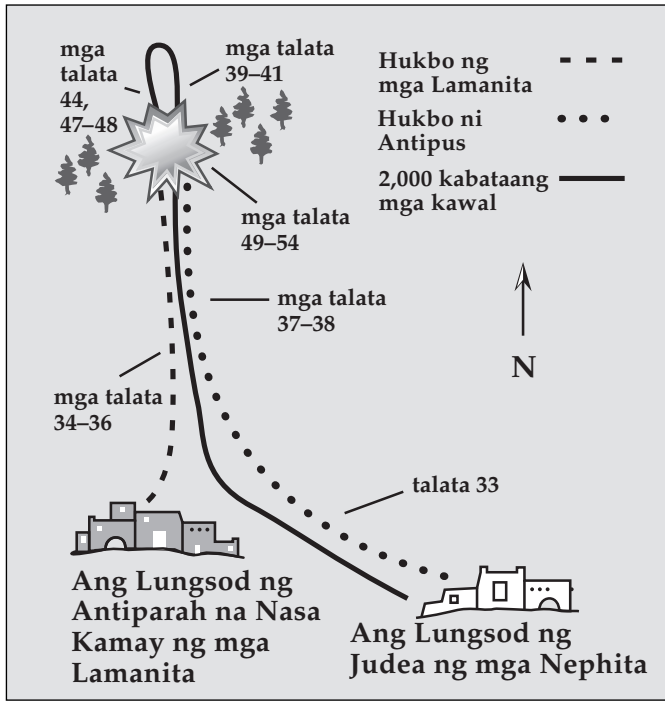 mga
talata
44,
47–48
mga talata
39–41
Hukbo ng
mga Lamanita
Hukbo ni
Antipus
2,000 kabataang
mga kawal
mga talata
49–54
mga talata
37–38
N
mga talata
34–36
talata 33
Ang Lungsod ng
Antiparah na Nasa
Kamay ng mga
Lamanita
Ang Lungsod ng
Judea ng mga Nephita